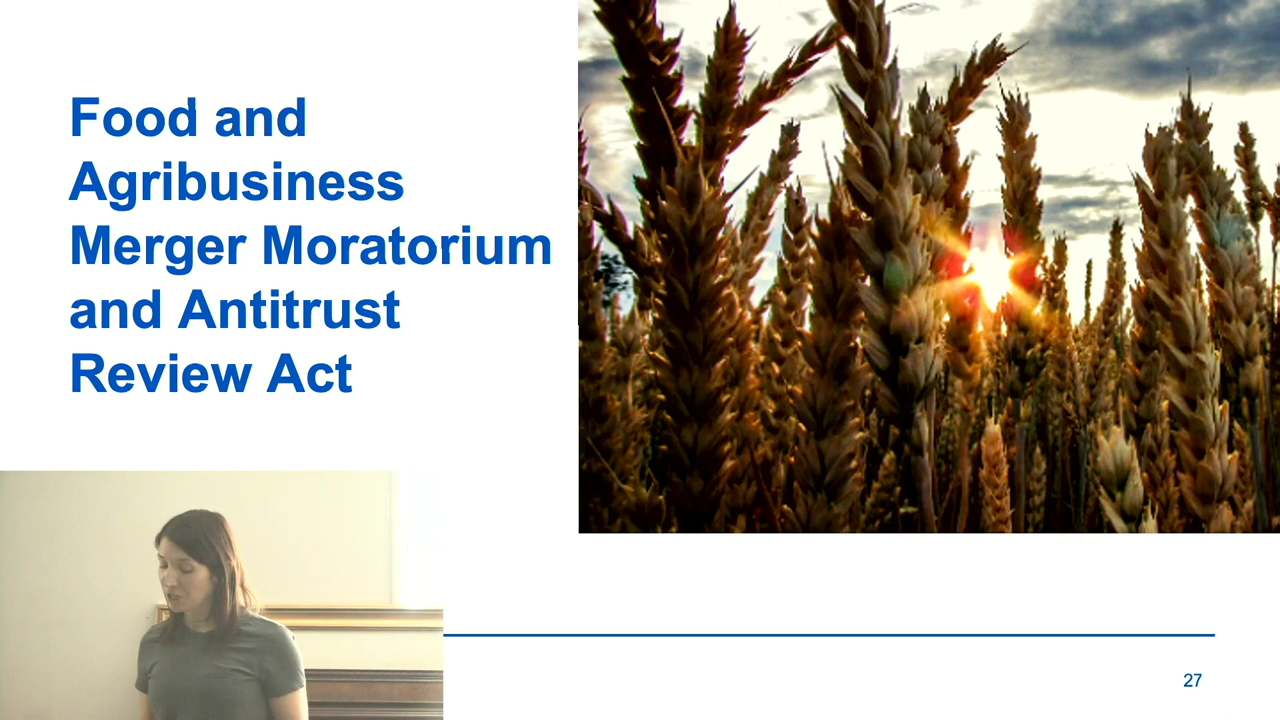 Food and
Agribusiness
Merger Moratorium
and Antitrust
Review Act
27